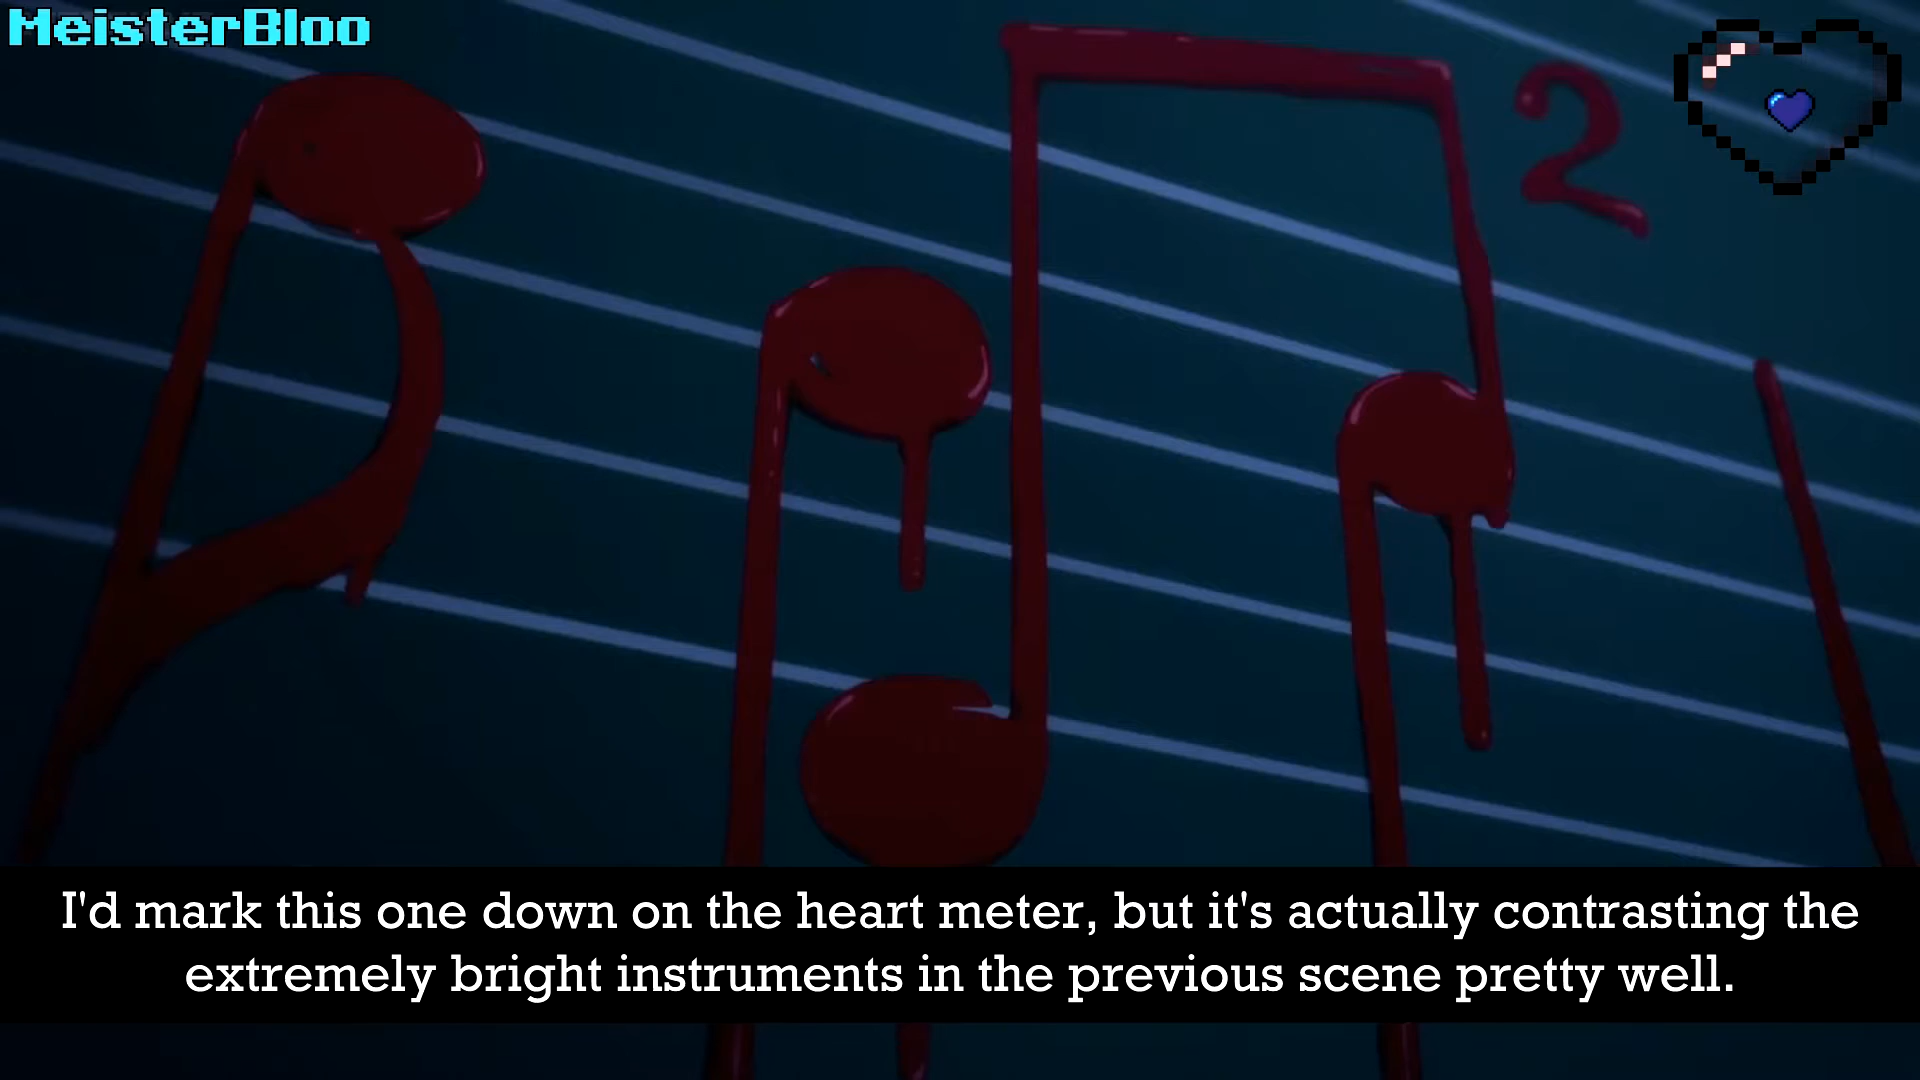 MeisterBloo
2
I'd mark this one down on the heart meter, but it's actually contrasting the
extremely bright instruments in the previous scene pretty well.